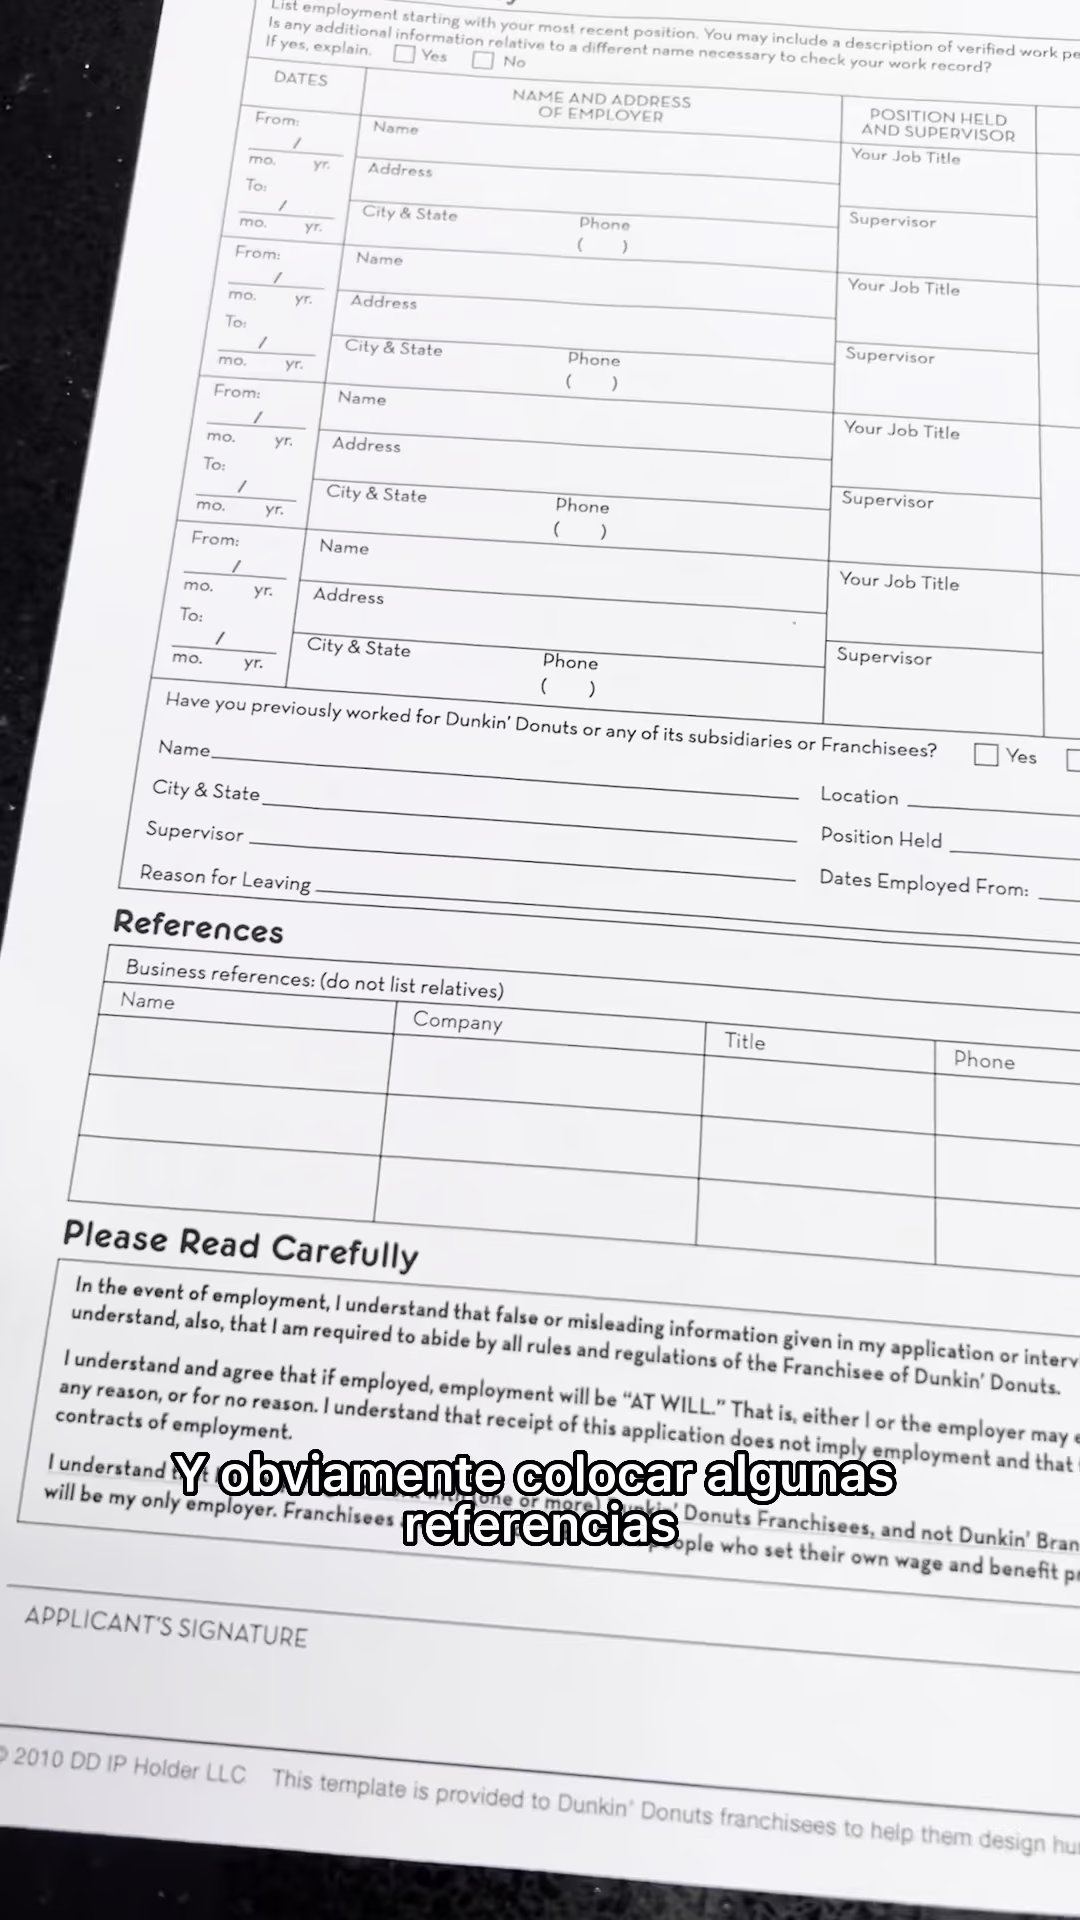 List employment starting with your most recent position. You may include a description of verified work pe
Is any additional information relative to a different name necessary to check your work record?
If yes, explain. Yes No
DATES
NAME AND ADDRESS
OF EMPLOYER
POSITION HELD
AND SUPERVISOR
From:
/
mo. yr.
To:
/
mo. yr.
Name
Address
City & State Phone
( )
Your Job Title
Supervisor
From:
/
mo. yr.
To:
/
mo. yr.
Name
Address
City & State Phone
( )
Your Job Title
Supervisor
From:
/
mo. yr.
To:
/
mo. yr.
Name
Address
City & State Phone
( )
Your Job Title
Supervisor
From:
/
mo. yr.
To:
/
mo. yr.
Name
Address
City & State Phone
( )
Your Job Title
Supervisor
Have you previously worked for Dunkin' Donuts or any of its subsidiaries or Franchisees? Yes
Name
Location
City & State
Position Held
Supervisor
Dates Employed From:
Reason for Leaving
References
Business references: (do not list relatives)
Name Company Title Phone
Please Read Carefully
In the event of employment, I understand that false or misleading information given in my application or interv
understand, also, that I am required to abide by all rules and regulations of the Franchisee of Dunkin' Donuts.
I understand and agree that if employed, employment will be "AT WILL." That is, either I or the employer may e
any reason, or for no reason. I understand that receipt of this application does not imply employment and that
contracts of employment.
I understand (one or more) Dunkin' Donuts Franchisees, and not Dunkin' Bran
will be my only employer. Franchisees people who set their own wage and benefit pr
Y obviamente colocar algunas
referencias
APPLICANT'S SIGNATURE
© 2010 DD IP Holder LLC This template is provided to Dunkin' Donuts franchisees to help them design hu